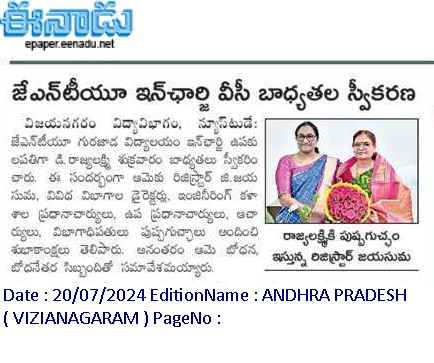 ఈనాడు
epaper.eenadu.net
జేఎన్‌టీయూ ఇన్‌ఛార్జి వీసీ బాధ్యతల స్వీకరణ
విజయనగరం విద్యావిభాగం, న్యూస్‌టుడే:
జేఎన్‌టీయూ గురజాడ విద్యాలయం ఇన్‌ఛార్జి ఉపకు
లపతిగా డి.రాజ్యలక్ష్మి శుక్రవారం బాధ్యతలు స్వీకరిం
చారు. ఈ సందర్భంగా ఆమెకు రిజిస్ట్రార్ జి.జయ
సుమ, వివిధ విభాగాల డైరెక్టర్లు, ఇంజినీరింగ్ కళా
శాల ప్రధానాచార్యులు, ఉప ప్రధానాచార్యులు, ఆచా
ర్యులు, విభాగాధిపతులు పుష్పగుచ్ఛాలు అందించి
శుభాకాంక్షలు తెలిపారు. అనంతరం ఆమె బోధన,
బోధనేతర సిబ్బందితో సమావేశమయ్యారు.
రాజ్యలక్ష్మికి పుష్పగుచ్ఛం
ఇస్తున్న రిజిస్ట్రార్ జయసుమ
Date : 20/07/2024 EditionName : ANDHRA PRADESH
( VIZIANAGARAM ) PageNo :